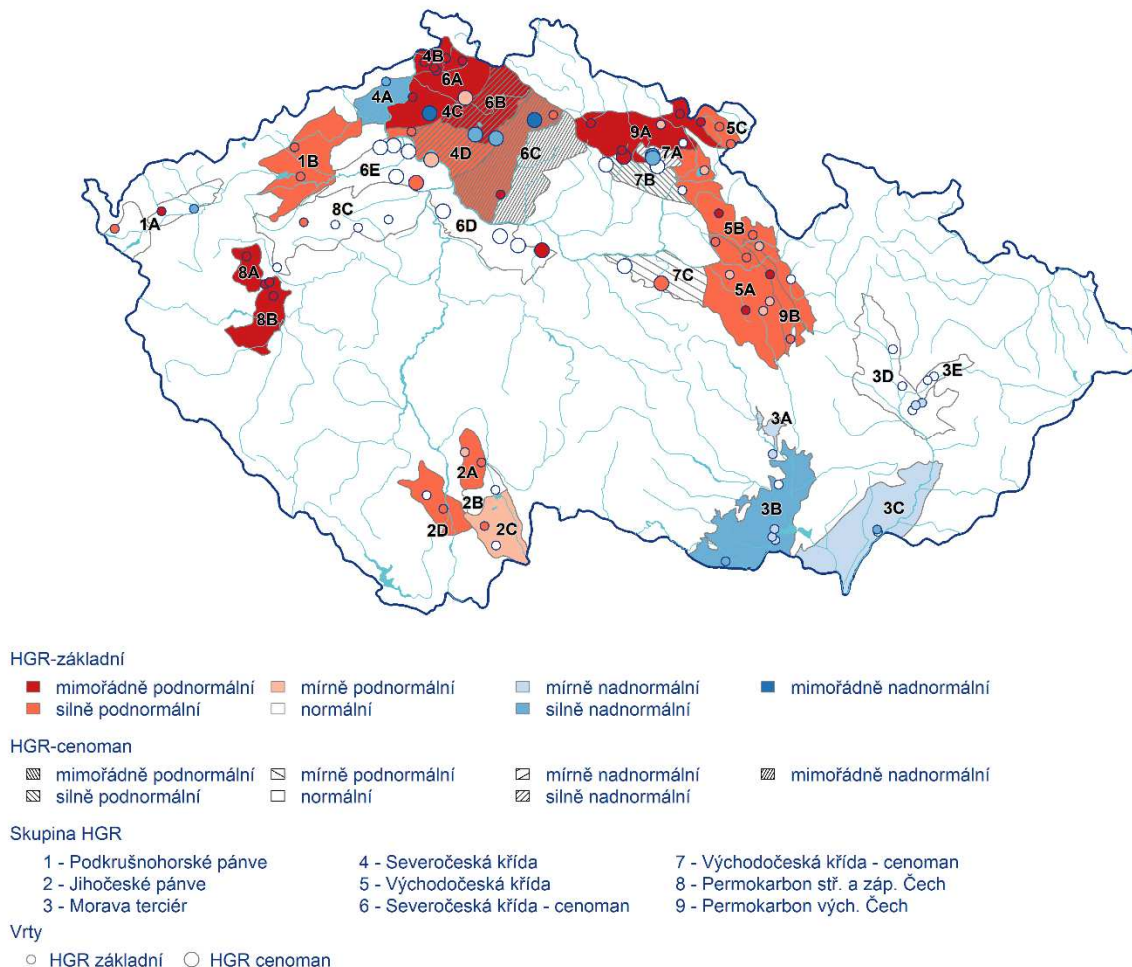 4B
6A
4A
4C
6B
5C
9A
1B
4D
6C
7A
6E
7B
8C
1A
6D
5B
8A
7C
5A
8B
9B
3D
3E
3A
2A
2B
2D
2C
3B
3C
HGR-základní
mimořádně podnormální mírně podnormální mírně nadnormální mimořádně nadnormální
silně podnormální normální silně nadnormální
HGR-cenoman
mimořádně podnormální mírně podnormální mírně nadnormální mimořádně nadnormální
silně podnormální normální silně nadnormální
Skupina HGR
1 - Podkrušnohorské pánve 4 - Severočeská křída 7 - Východočeská křída - cenoman
2 - Jihočeské pánve 5 - Východočeská křída 8 - Permokarbon stř. a záp. Čech
3 - Morava terciér 6 - Severočeská křída - cenoman 9 - Permokarbon vých. Čech
Vrty
HGR základní HGR cenoman